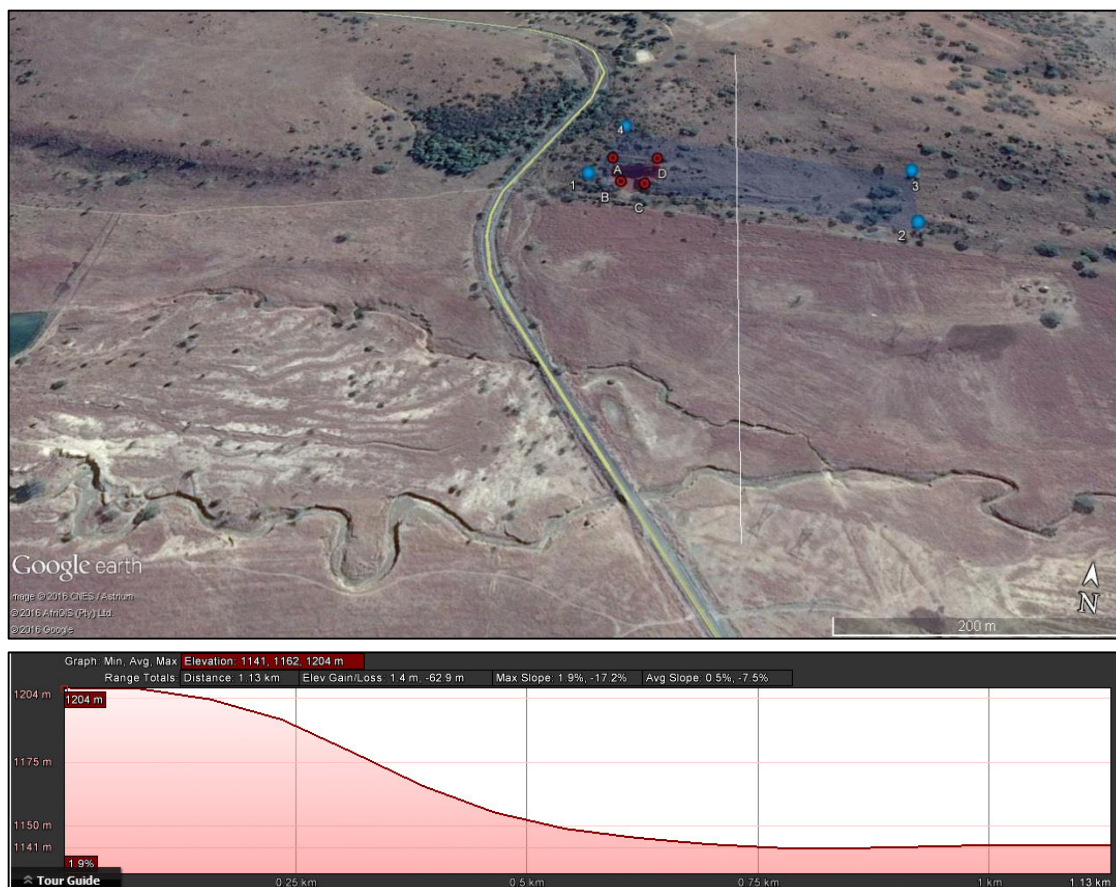 4
A
D
1
3
B
C
2
Google earth
Image © 2016 CNES / Astrium
© 2016 AfriGIS (Pty) Ltd.
© 2016 Google
N
200 m
Graph: Min, Avg, Max Elevation: 1141, 1162, 1204 m
Range Totals: Distance: 1.13 km Elev Gain/Loss: 1.4 m, -62.9 m Max Slope: 1.9%, -17.2% Avg Slope: 0.5%, -7.5%
1204 m
1204 m
1175 m
1150 m
1141 m
1.9%
Tour Guide
0.25 km 0.5 km 0.75 km 1 km 1.13 km